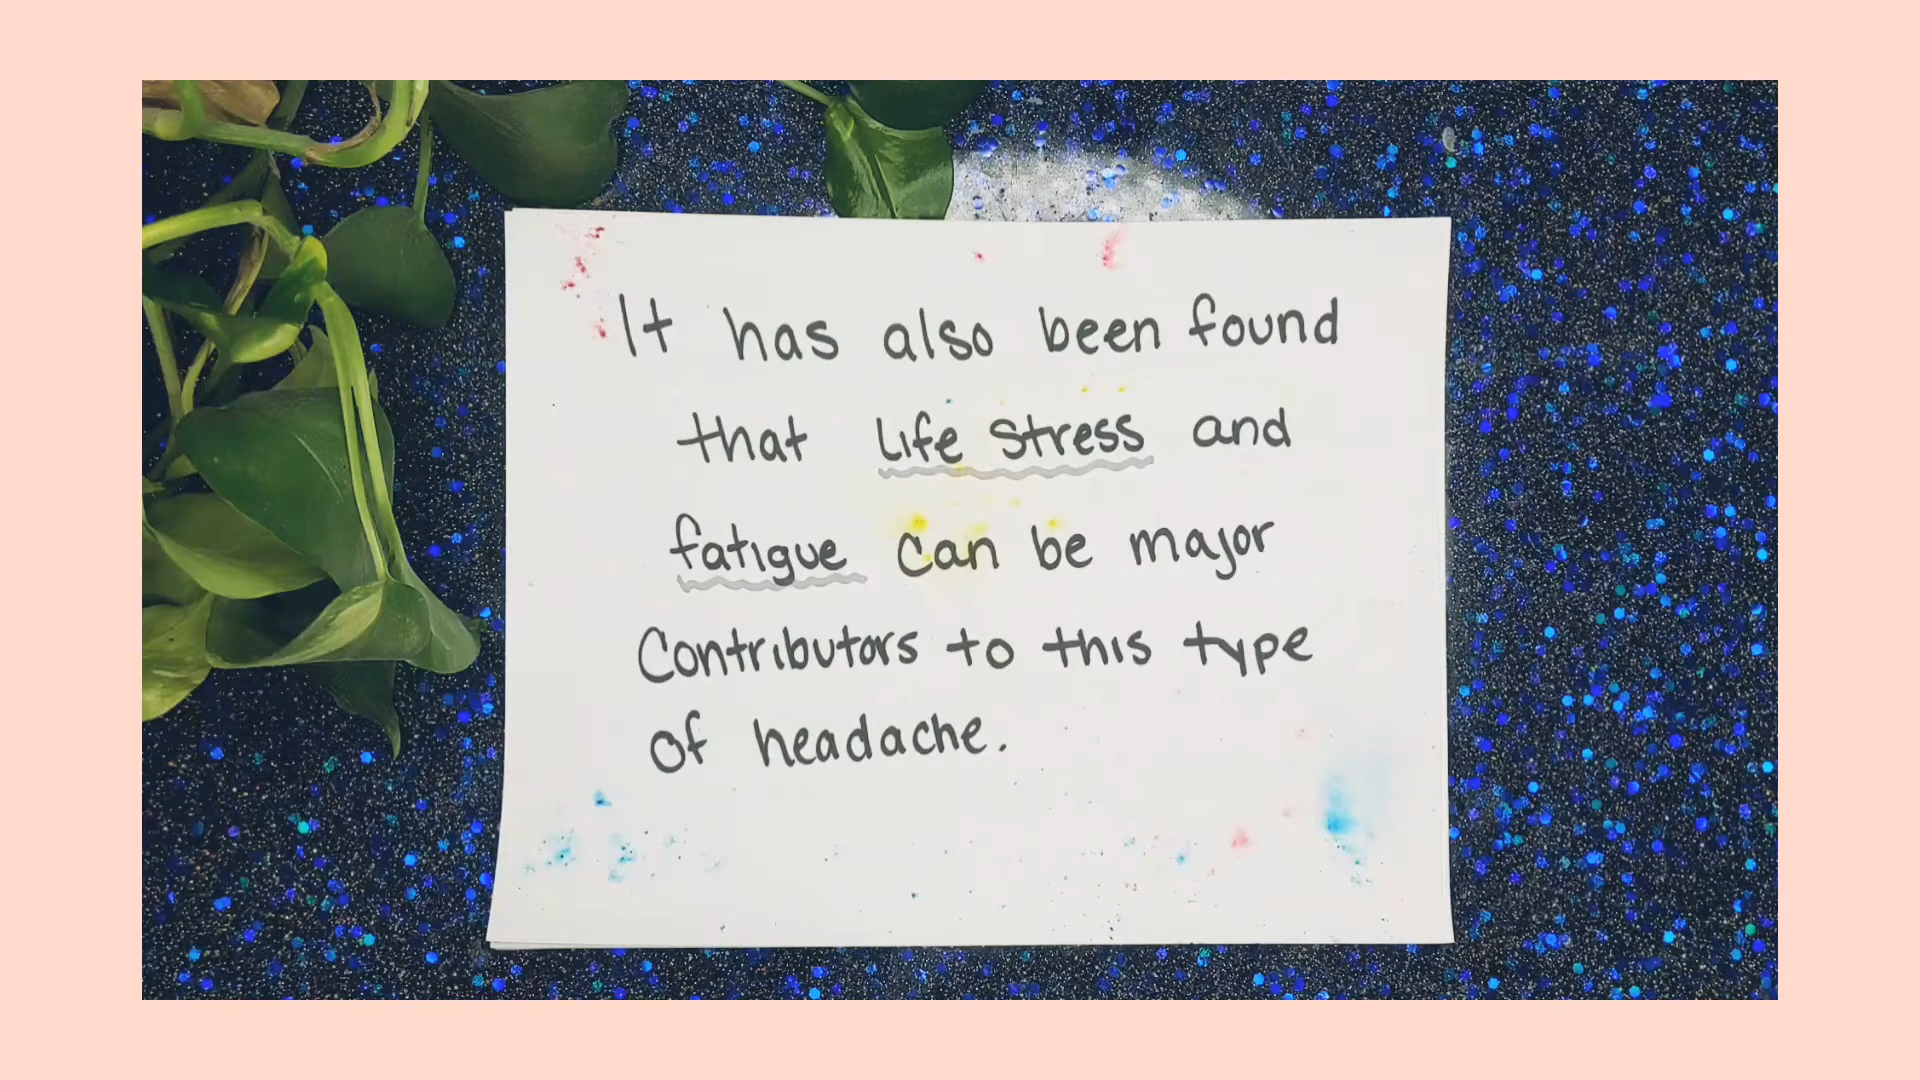 It has also been found
that life stress and
fatigue can be major
Contributors to this type
of headache.